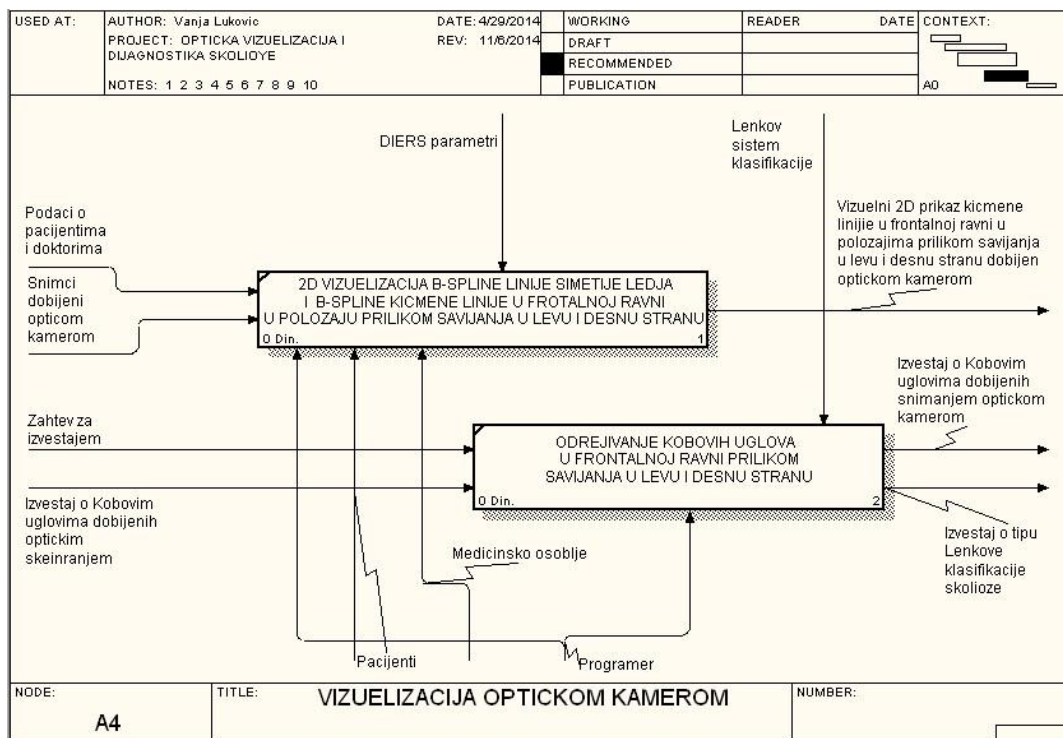 USED AT:
AUTHOR: Vanja Lukovic
DATE: 4/29/2014
PROJECT: OPTICKA VIZUELIZACIJA I
REV: 11/6/2014
DIJAGNOSTIKA SKOLIOYE
NOTES: 1 2 3 4 5 6 7 8 9 10
WORKING
DRAFT
RECOMMENDED
PUBLICATION
READER
DATE
CONTEXT:
A0
DIERS parametri
Lenkov
sistem
klasifikacije
Podaci o
pacijentima
i doktorima
Snimci
dobijeni
opticom
kamerom
Vizuelni 2D prikaz kicmene
linijie u frontalnoj ravni u
polozajima prilikom savijanja
u levu i desnu stranu dobijen
optickom kamerom
2D VIZUELIZACIJA B-SPLINE LINIJE SIMETIJE LEDJA
I B-SPLINE KICMENE LINIJE U FROTALNOJ RAVNI
U POLOZAJU PRILIKOM SAVIJANJA U LEVU I DESNU STRANU
0 Din.
1
Izvestaj o Kobovim
uglovima dobijenih
snimanjem optickom
kamerom
Zahtev za
izvestajem
ODREJIVANJE KOBOVIH UGLOVA
U FRONTALNOJ RAVNI PRILIKOM
SAVIJANJA U LEVU I DESNU STRANU
0 Din.
2
Izvestaj o Kobovim
uglovima dobijenih
optickim
skeinranjem
Izvestaj o tipu
Lenkove
klasifikacije
skolioze
Medicinsko osoblje
Pacijenti
Programer
NODE:
A4
TITLE:
VIZUELIZACIJA OPTICKOM KAMEROM
NUMBER: